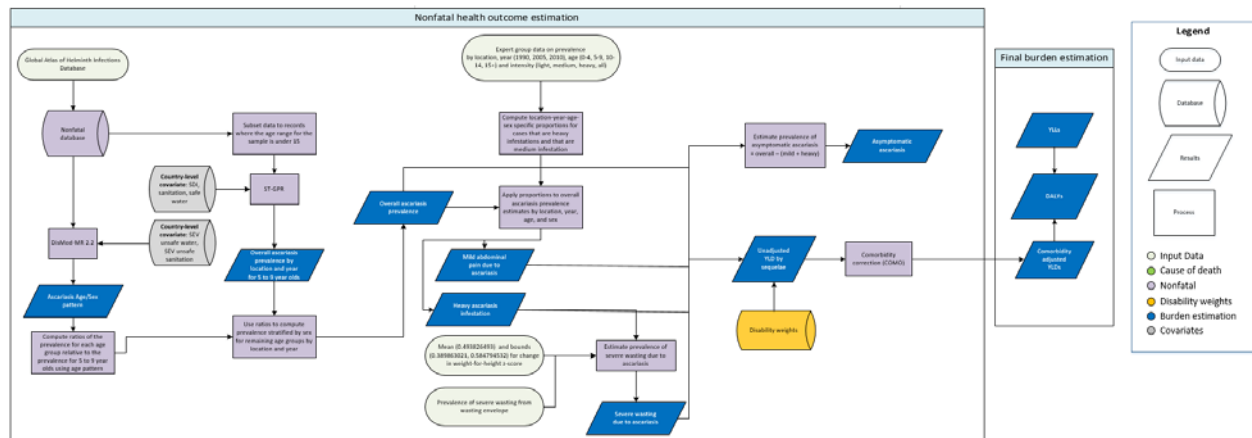 Nonfatal health outcome estimation
Global Atlas of Helminth Infections
Database
Nonfatal
database
Subset data to records
where the age range for the
sample is under 15
Country-level
covariate: SDI,
sanitation, safe
water
ST-GPR
DisMod-MR 2.2
Country-level
covariate: SEV
unsafe water,
SEV unsafe
sanitation
Overall ascariasis
prevalence by
location and year
for 5 to 9 year olds
Ascariasis Age/Sex
pattern
Compute ratios of the
prevalence for each age
group relative to the
prevalence for 5 to 9 year
olds using age pattern
Use ratios to compute
prevalence stratified by sex
for remaining age groups by
location and year
Expert group data on prevalence
by location, year (1990, 2005, 2010), age (0-4, 5-9, 10-
14, 15+) and intensity (light, medium, heavy, all)
Compute location-year-age-
sex specific proportions for
cases that are heavy
infestations and that are
medium infestation
Overall ascariasis
prevalence
Apply proportions to overall
ascariasis prevalence
estimates by location, year,
age, and sex
Mild abdominal
pain due to
ascariasis
Heavy ascariasis
infestation
Mean (0.493826493) and bounds
for change
in weight-for-height z-score
Prevalence of severe wasting from
wasting envelope
Estimate prevalence of
severe wasting due to
ascariasis
Severe wasting
due to ascariasis
Estimate prevalence of
asymptomatic ascariasis
= overall – (mild + heavy)
Asymptomatic
ascariasis
Unadjusted
YLD by
sequelae
Disability weights
Comorbidity
correction (COMO)
Final burden estimation
YLLs
DALYs
Comorbidity
adjusted YLDs
Legend
Input data
Database
Results
Process
Input Data
Cause of death
Nonfatal
Disability weights
Burden estimation
Covariates